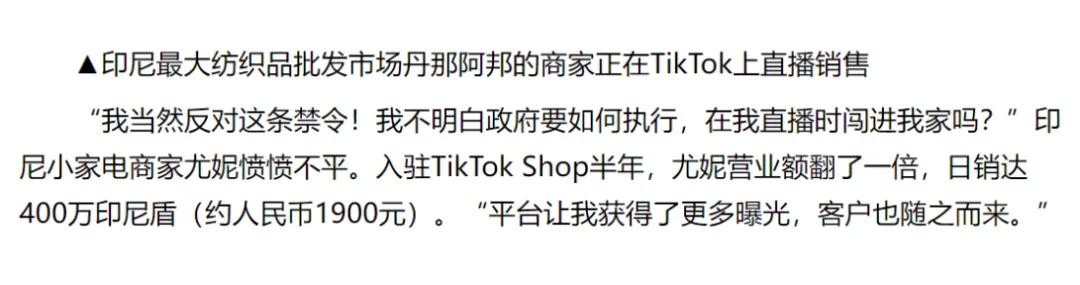 ▲印尼最大纺织品批发市场丹那阿邦的商家正在TikTok上直播销售
“我当然反对这条禁令！我不明白政府要如何执行，在我直播时闯进我家吗？”印
尼小家电商家尤妮愤愤不平。入驻TikTok Shop半年，尤妮营业额翻了一倍，日销达
400万印尼盾（约人民币1900元）。“平台让我获得了更多曝光，客户也随之而来。”